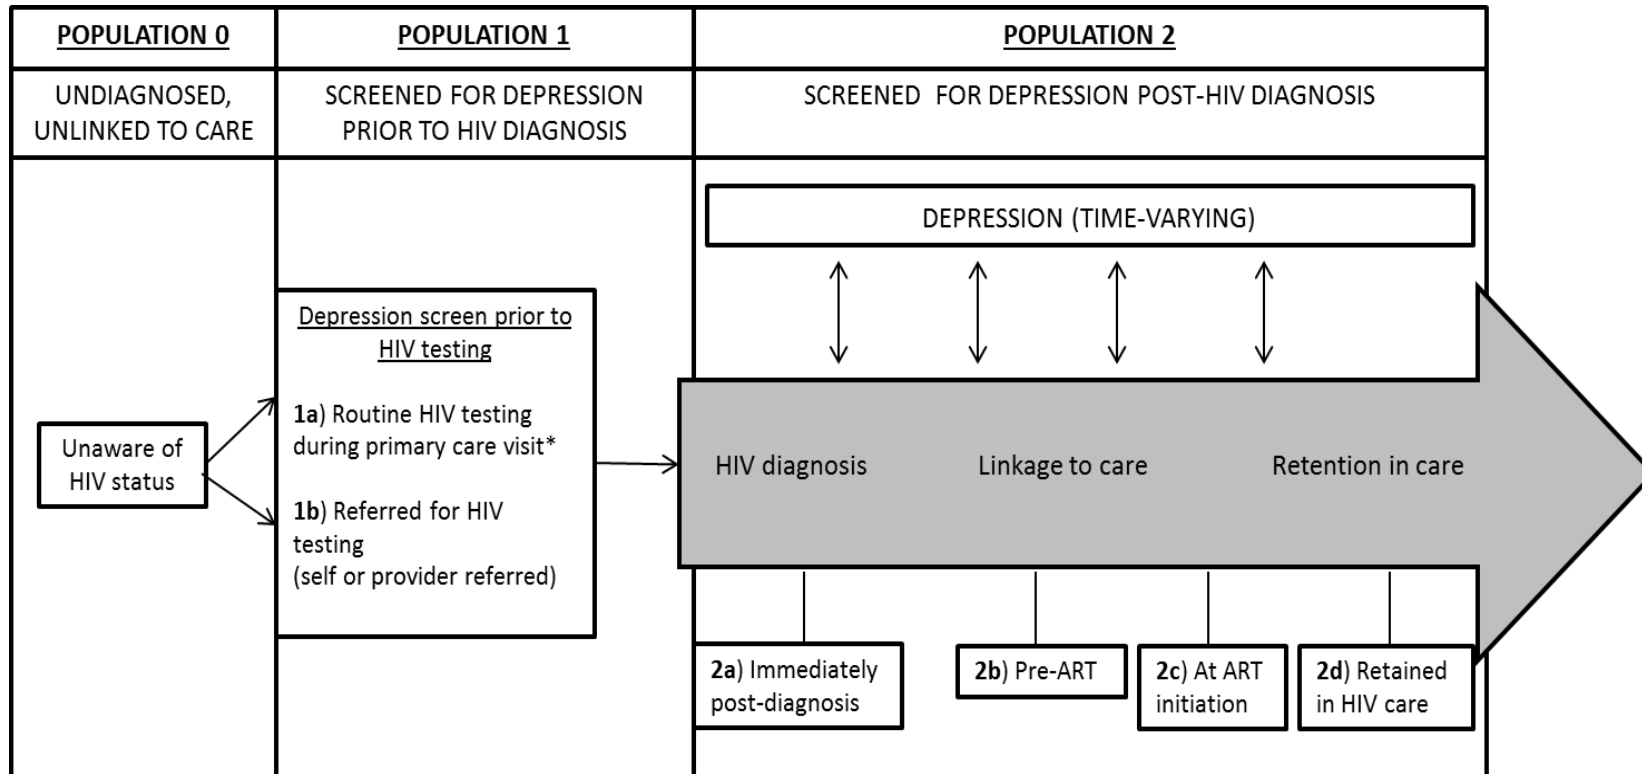 POPULATION 0
POPULATION 1
POPULATION 2
UNDIAGNOSED,
UNLINKED TO CARE
SCREENED FOR DEPRESSION
PRIOR TO HIV DIAGNOSIS
SCREENED FOR DEPRESSION POST-HIV DIAGNOSIS
DEPRESSION (TIME-VARYING)
Unaware of
HIV status
Depression screen prior to
HIV testing
1a) Routine HIV testing
during primary care visit*
1b) Referred for HIV
testing
(self or provider referred)
HIV diagnosis
Linkage to care
Retention in care
2a) Immediately
post-diagnosis
2b) Pre-ART
2c) At ART
initiation
2d) Retained
in HIV care